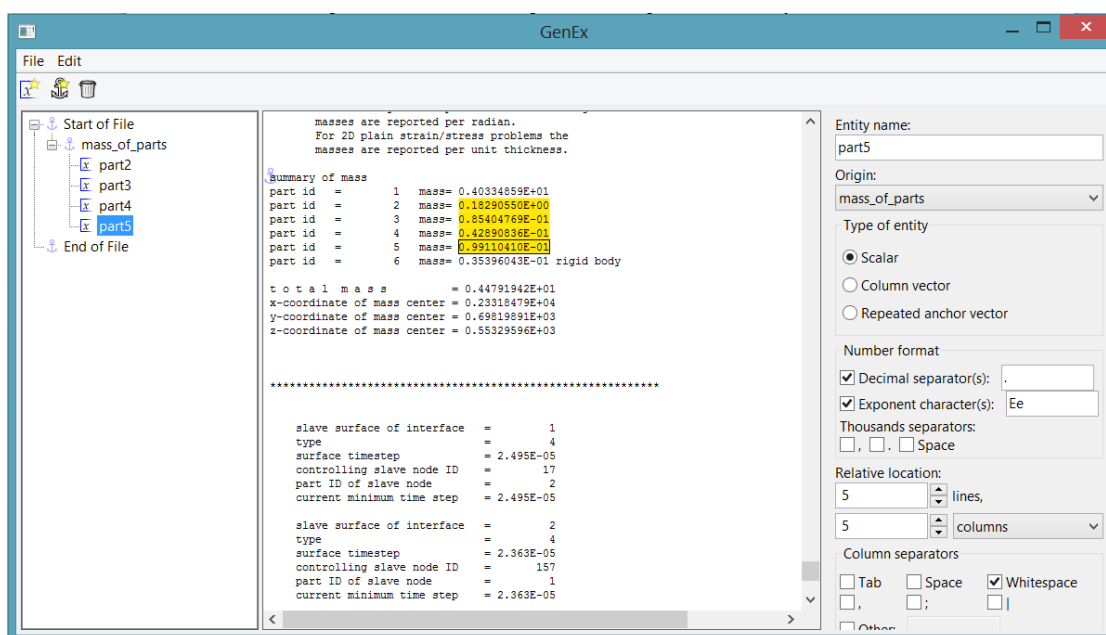 GenEx
File Edit
Start of File
mass_of_parts
x part2
x part3
x part4
x part5
End of File
masses are reported per radian.
For 2D plain strain/stress problems the
masses are reported per unit thickness.
summary of mass
part id = 1 mass= 0.40334859E+01
part id = 2 mass= 0.18290550E+00
part id = 3 mass= 0.85404769E-01
part id = 4 mass= 0.42890836E-01
part id = 5 mass= 0.99110410E-01
part id = 6 mass= 0.35396043E-01 rigid body
t o t a l m a s s = 0.44791942E+01
x-coordinate of mass center = 0.23318479E+04
y-coordinate of mass center = 0.69819891E+03
z-coordinate of mass center = 0.55329596E+03
************************************************************
slave surface of interface = 1
type = 4
surface timestep = 2.495E-05
controlling slave node ID = 17
part ID of slave node = 2
current minimum time step = 2.495E-05
slave surface of interface = 2
type = 4
surface timestep = 2.363E-05
controlling slave node ID = 157
part ID of slave node = 1
current minimum time step = 2.363E-05
Entity name:
part5
Origin:
mass_of_parts
Type of entity
Scalar
Column vector
Repeated anchor vector
Number format
Decimal separator(s): .
Exponent character(s): Ee
Thousands separators:
, . Space
Relative location:
5 lines,
5 columns
Column separators
Tab Space Whitespace
, ; |
Other: